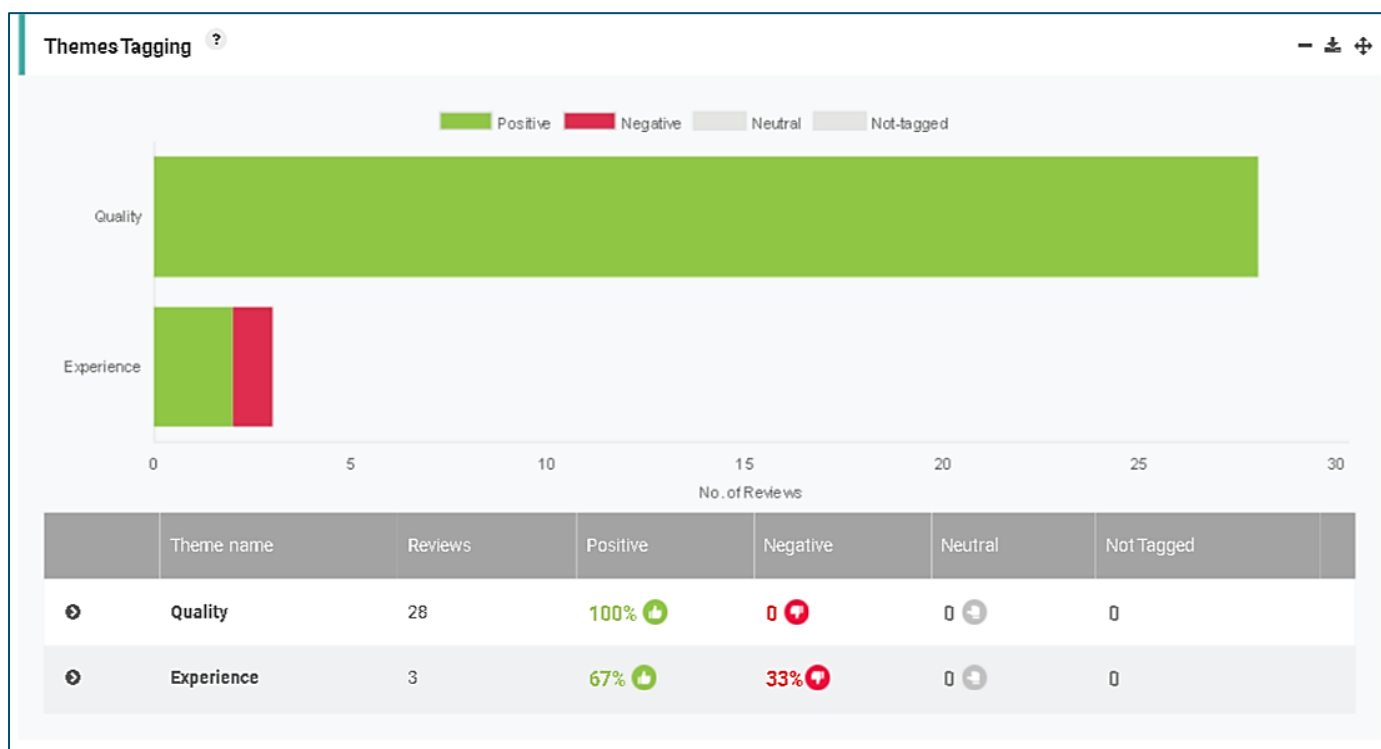 Themes Tagging ?
Positive Negative Neutral Not-tagged
Quality
Experience
0 5 10 15 20 25 30
No. of Reviews
Theme name Reviews Positive Negative Neutral Not Tagged
Quality 28 100% 0 0 0
Experience 3 67% 33% 0 0